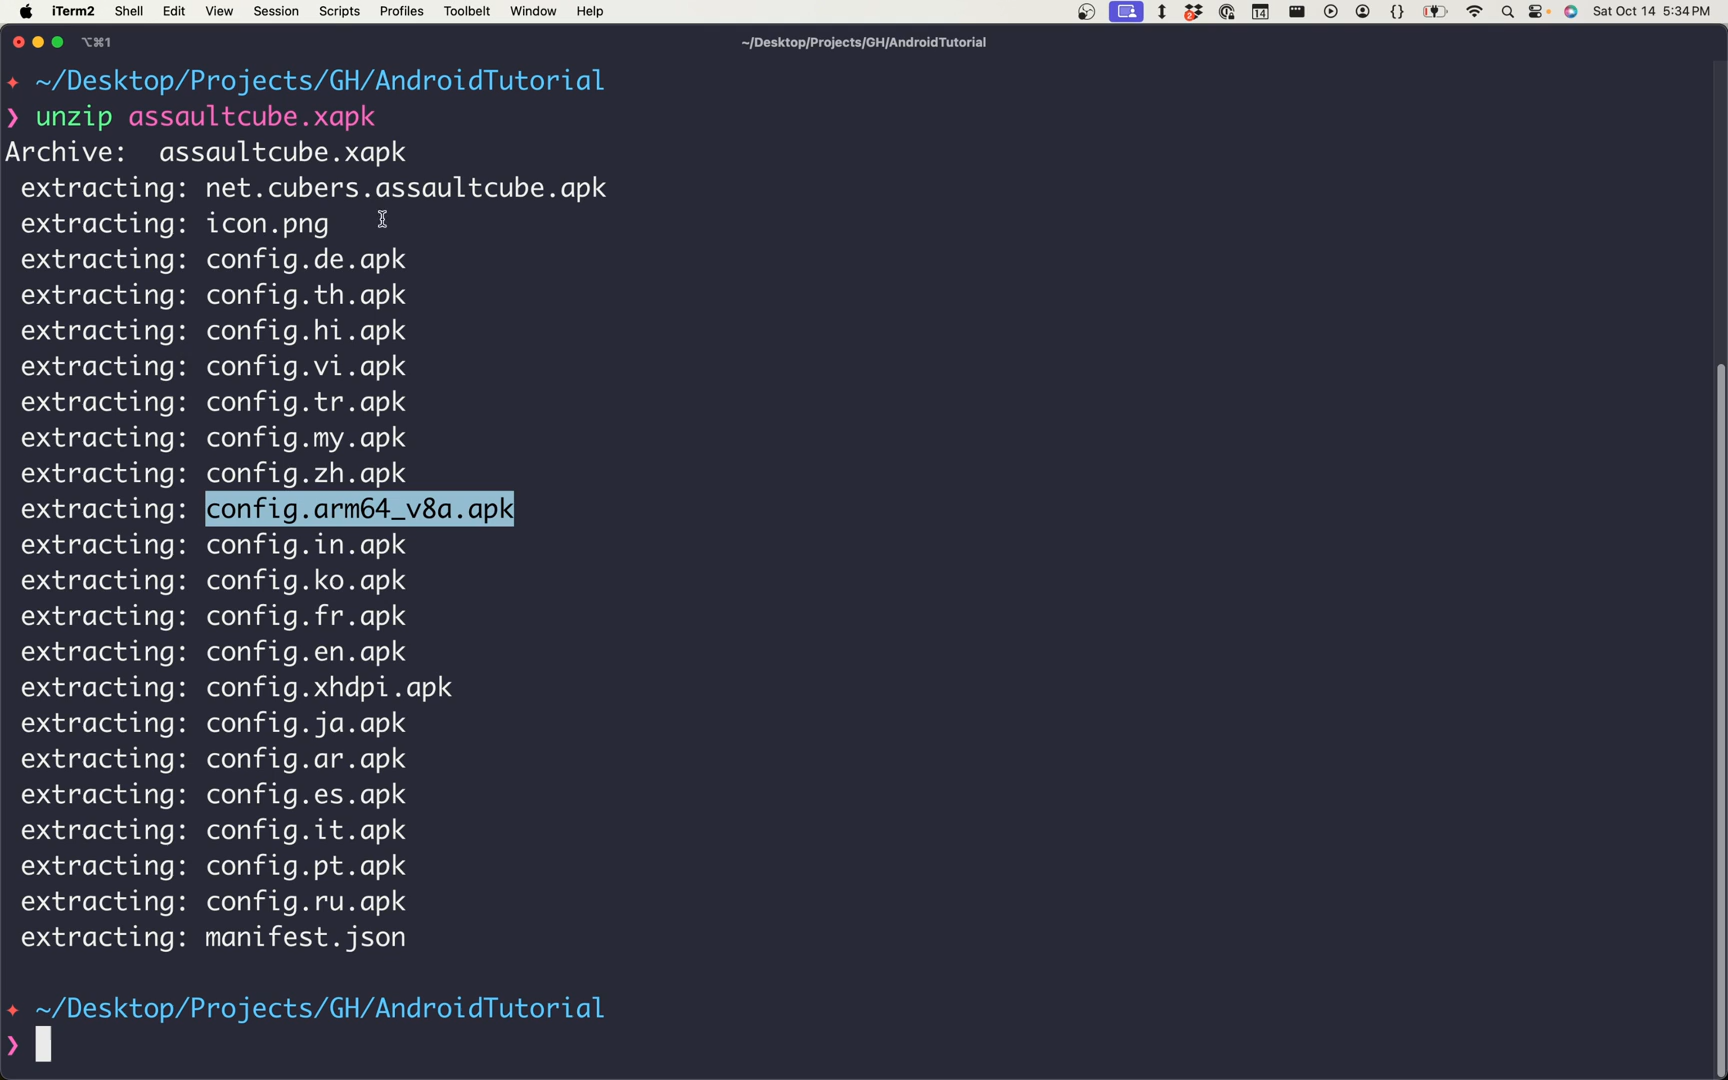 iTerm2 Shell Edit View Session Scripts Profiles Toolbelt Window Help 14 Sat Oct 14 5:34 PM
⌥⌘1 ~/Desktop/Projects/GH/AndroidTutorial
~/Desktop/Projects/GH/AndroidTutorial
❯ unzip assaultcube.xapk
Archive:  assaultcube.xapk
extracting: net.cubers.assaultcube.apk
extracting: icon.png
extracting: config.de.apk
extracting: config.th.apk
extracting: config.hi.apk
extracting: config.vi.apk
extracting: config.tr.apk
extracting: config.my.apk
extracting: config.zh.apk
extracting: config.arm64_v8a.apk
extracting: config.in.apk
extracting: config.ko.apk
extracting: config.fr.apk
extracting: config.en.apk
extracting: config.xhdpi.apk
extracting: config.ja.apk
extracting: config.ar.apk
extracting: config.es.apk
extracting: config.it.apk
extracting: config.pt.apk
extracting: config.ru.apk
extracting: manifest.json
~/Desktop/Projects/GH/AndroidTutorial
❯